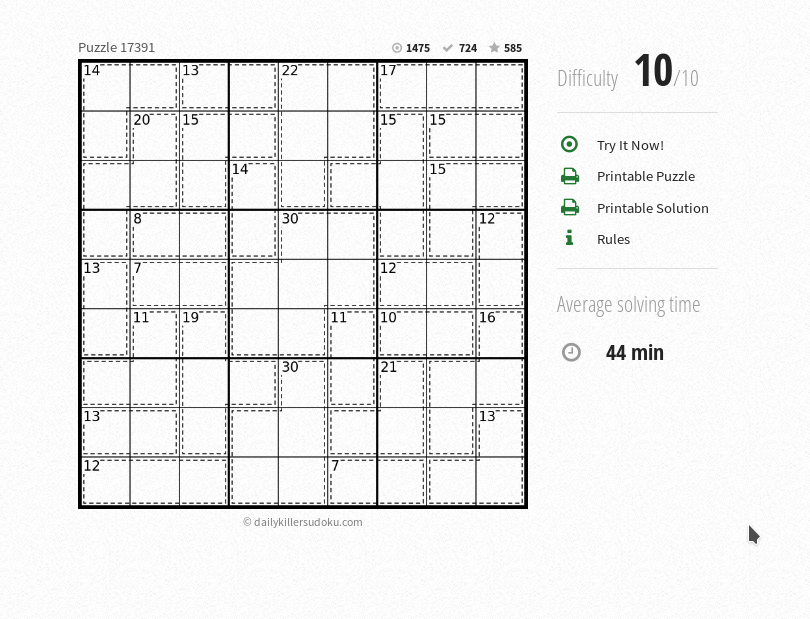 Puzzle 17391
1475 724 585
14 13 22 17
20 15 15 15
14 15
8 30 12
13 7 12
11 19 11 10 16
30 21
13 13
12 7
© dailykillersudoku.com
Difficulty 10/10
Try It Now!
Printable Puzzle
Printable Solution
Rules
Average solving time
44 min